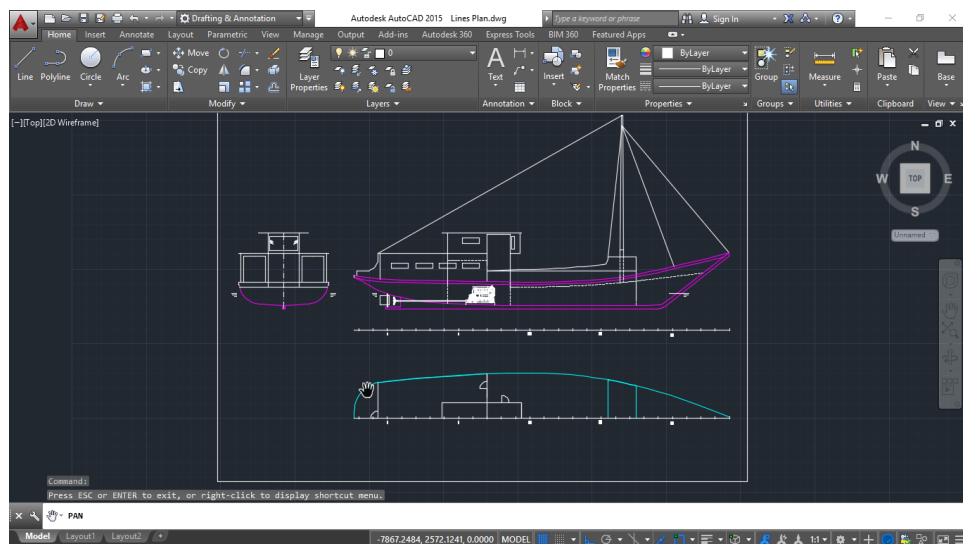 Drafting & Annotation
Autodesk AutoCAD 2015 Lines Plan.dwg
Type a keyword or phrase
Sign In
Home Insert Annotate Layout Parametric View Manage Output Add-ins Autodesk 360 Express Tools BIM 360 Featured Apps
Line Polyline Circle Arc
Move
Copy
Layer Properties
0
Text
Insert
Match Properties
ByLayer
ByLayer
ByLayer
Group
Measure
Paste
Base
Draw Modify Layers Annotation Block Properties Groups Utilities Clipboard View
[−][Top][2D Wireframe]
N
W TOP E
S
Unnamed
Command:
Press ESC or ENTER to exit, or right-click to display shortcut menu.
PAN
Model Layout1 Layout2 +
-7867.2484, 2572.1241, 0.0000 MODEL 1:1